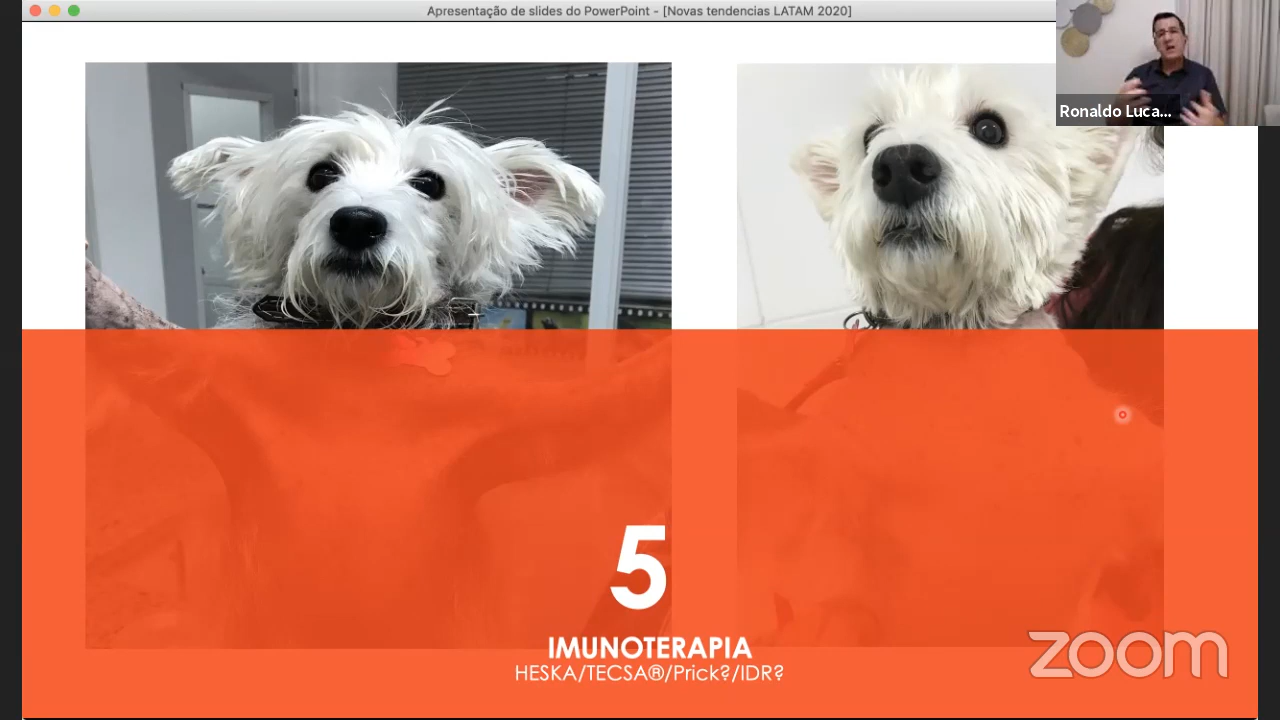 Apresentação de slides do PowerPoint - [Novas tendencias LATAM 2020]
Ronaldo Luca...
5
IMUNOTERAPIA
HESKA/TECSA®/Prick?/IDR?
zoom